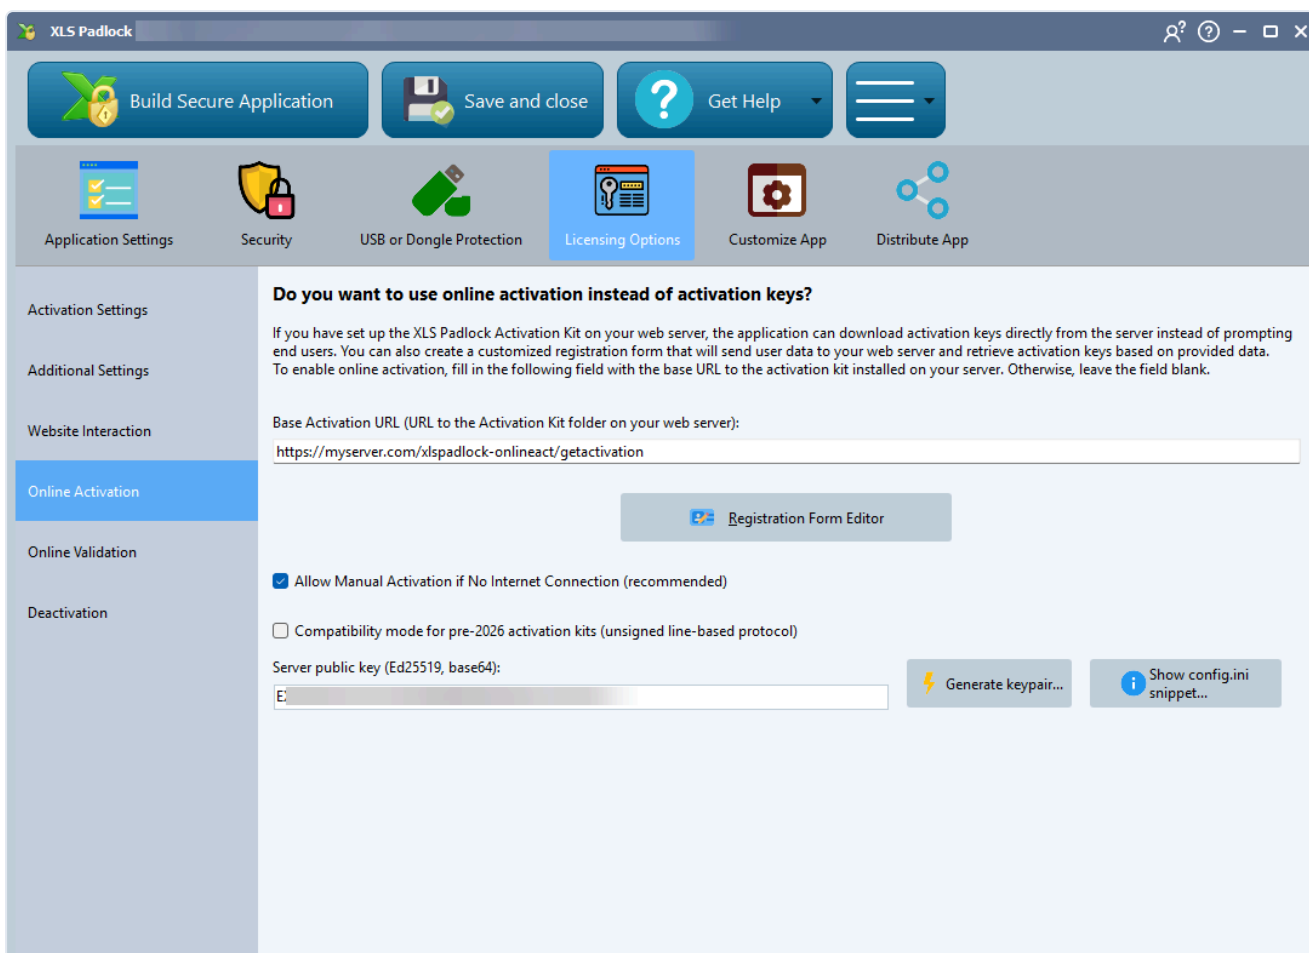 XLS Padlock
Build Secure Application
Save and close
Get Help
Application Settings
Security
USB or Dongle Protection
Licensing Options
Customize App
Distribute App
Activation Settings
Additional Settings
Website Interaction
Online Activation
Online Validation
Deactivation
Do you want to use online activation instead of activation keys?
If you have set up the XLS Padlock Activation Kit on your web server, the application can download activation keys directly from the server instead of prompting
end users. You can also create a customized registration form that will send user data to your web server and retrieve activation keys based on provided data.
To enable online activation, fill in the following field with the base URL to the activation kit installed on your server. Otherwise, leave the field blank.
Base Activation URL (URL to the Activation Kit folder on your web server):
https://myserver.com/xlspadlock-onlineact/getactivation
Registration Form Editor
Allow Manual Activation if No Internet Connection (recommended)
Compatibility mode for pre-2026 activation kits (unsigned line-based protocol)
Server public key (Ed25519, base64):
Generate keypair...
Show config.ini
snippet...